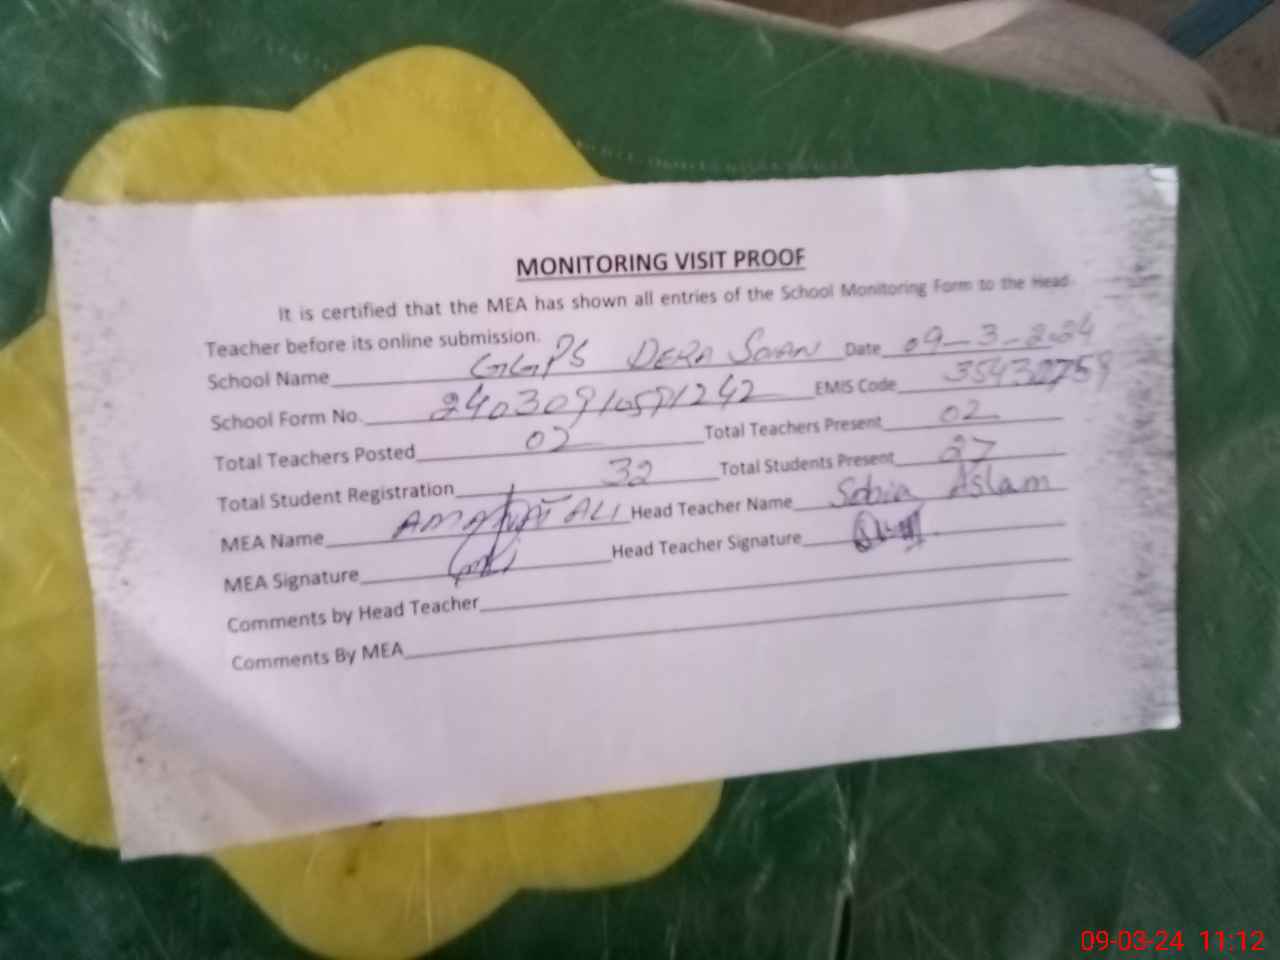 MONITORING VISIT PROOF
It is certified that the MEA has shown all entries of the School Monitoring Form to the Head
Teacher before its online submission.
School Name GGPS DERA SOAN Date 09-3-2024
School Form No. 2403091105971242 EMIS Code 35430759
Total Teachers Posted 02 Total Teachers Present 02
Total Student Registration 32 Total Students Present 27
MEA Name AMANAT ALI Head Teacher Name Sobia Aslam
MEA Signature Head Teacher Signature
Comments by Head Teacher
Comments By MEA
09-03-24 11:12